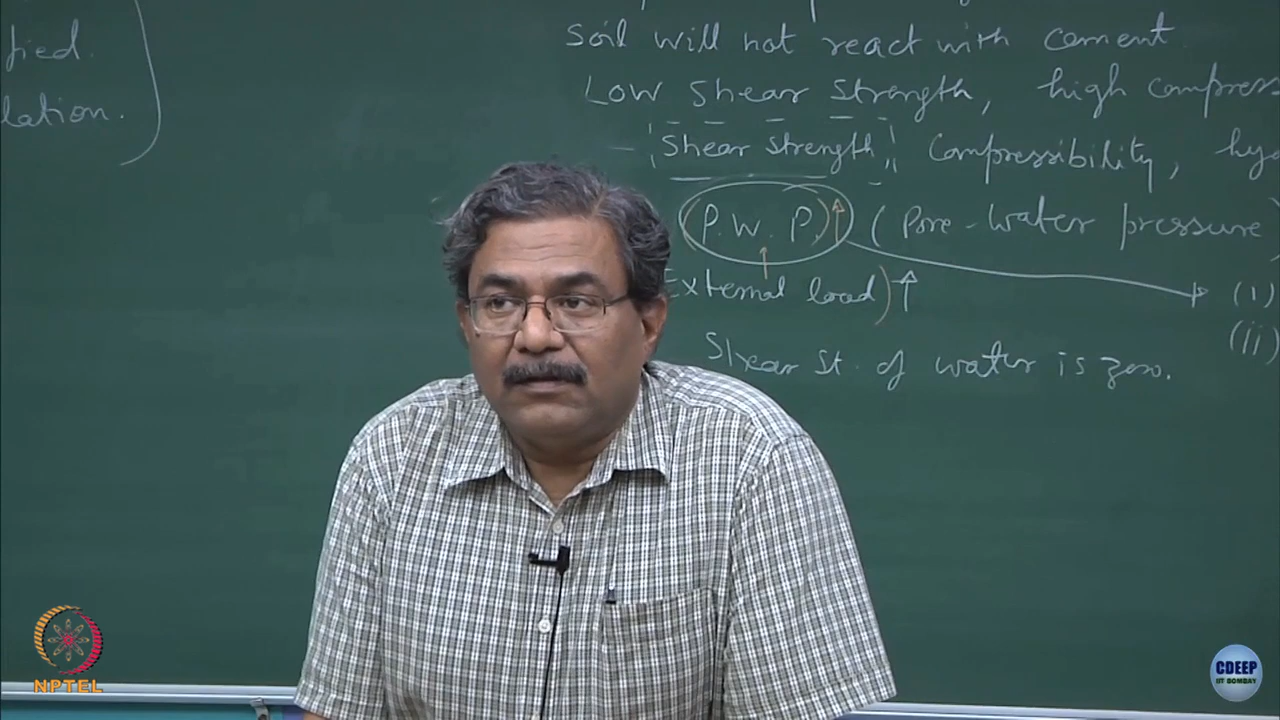 fied.
lation.
soil will not react with cement
Low shear strength, high compress
shear strength, compressibility,
(P.W.P) ↑ (Pore-water pressure
External load) ↑ (i)
(ii)
Shear St. of water is zero.
NPTEL
CDEEP
IIT BOMBAY